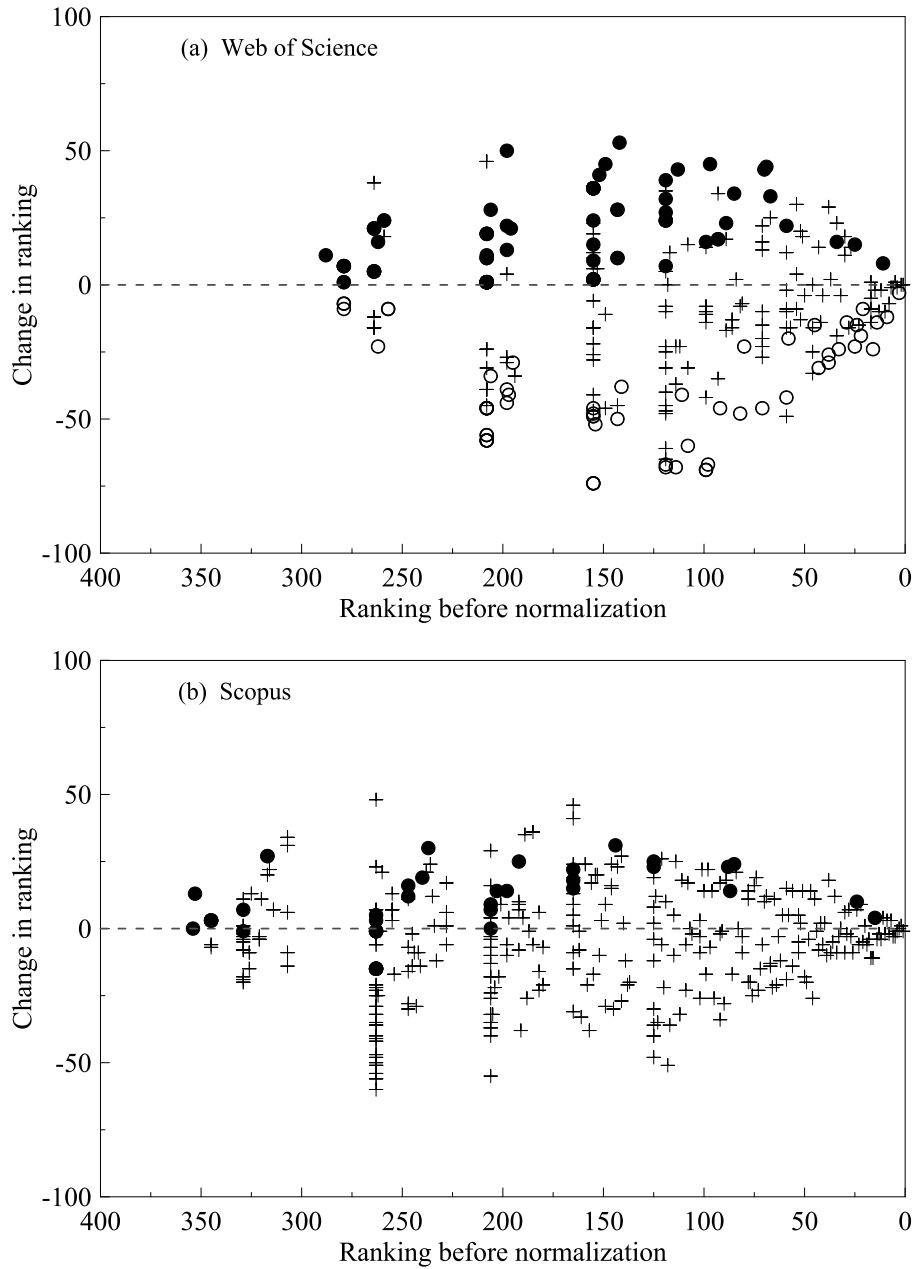 100
(a) Web of Science
50
Change in ranking
0
-50
-100
400 350 300 250 200 150 100 50 0
Ranking before normalization
100
(b) Scopus
50
Change in ranking
0
-50
-100
400 350 300 250 200 150 100 50 0
Ranking before normalization